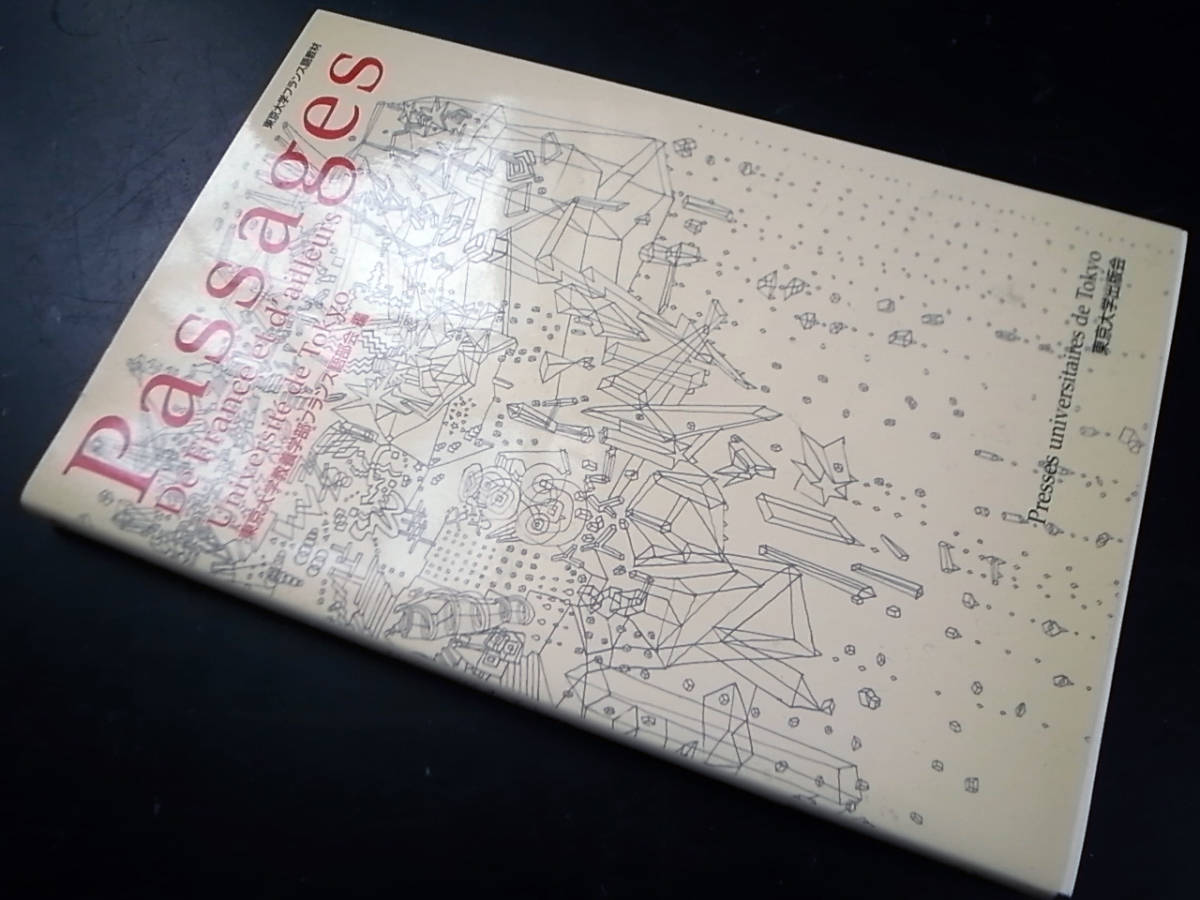 東京大学フランス語教材
Passages
De France et d'ailleurs
Université de Tokyo
東京大学教養学部フランス語部会編
Presses universitaires de Tokyo
東京大学出版会